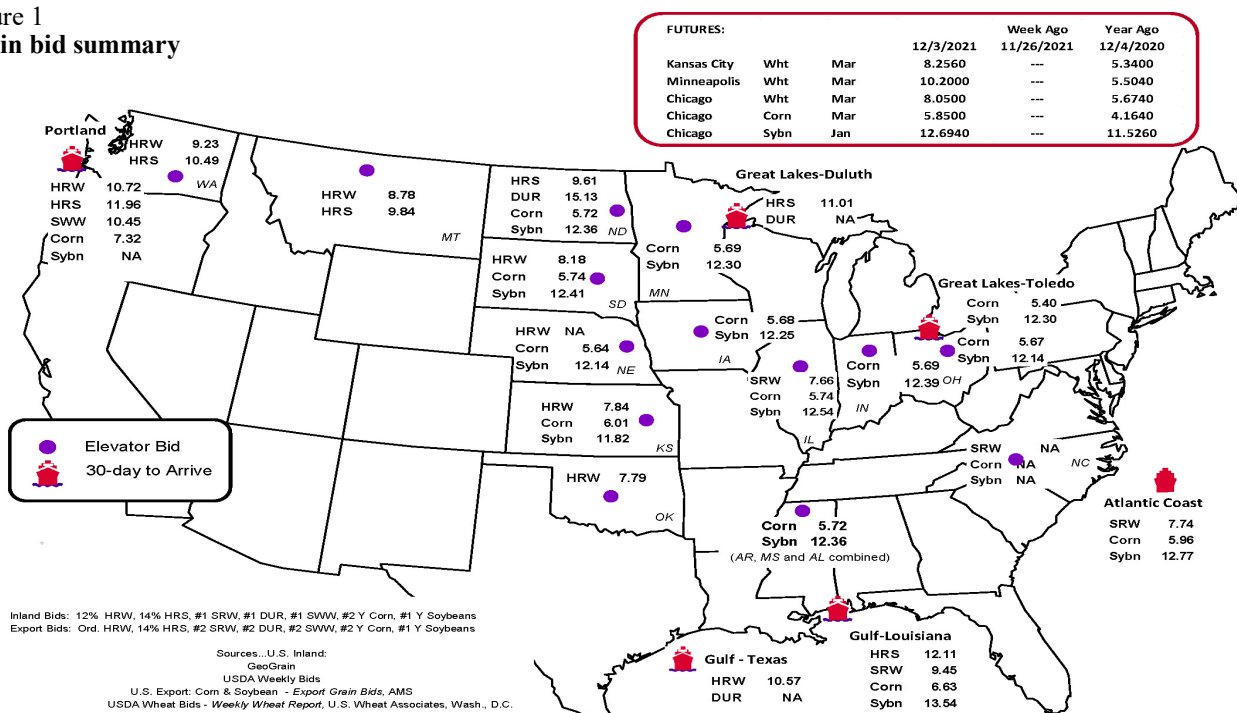 ure 1
in bid summary
FUTURES: Week Ago Year Ago
12/3/2021 11/26/2021 12/4/2020
Kansas City Wht Mar 8.2560 --- 5.3400
Minneapolis Wht Mar 10.2000 --- 5.5040
Chicago Wht Mar 8.0500 --- 5.6740
Chicago Corn Mar 5.8500 --- 4.1640
Chicago Sybn Jan 12.6940 --- 11.5260
Portland
HRW 10.72
HRS 11.96
SWW 10.45
Corn 7.32
Sybn NA
HRW 9.23
HRS 10.49
WA
HRW 8.78
HRS 9.84
MT
HRS 9.61
DUR 15.13
Corn 5.72
Sybn 12.36
ND
HRW 8.18
Corn 5.74
Sybn 12.41
SD
HRW NA
Corn 5.64
Sybn 12.14
NE
HRW 7.84
Corn 6.01
Sybn 11.82
KS
HRW 7.79
OK
Corn 5.69
Sybn 12.30
MN
Great Lakes-Duluth
HRS 11.01
DUR NA
Corn 5.68
Sybn 12.25
IA
SRW 7.66
Corn 5.74
Sybn 12.54
IL
Great Lakes-Toledo
Corn 5.40
Sybn 12.30
Corn 5.67
Sybn 12.14
OH
Corn 5.69
Sybn 12.39
IN
SRW NA
Corn NA
Sybn NA
NC
Atlantic Coast
SRW 7.74
Corn 5.96
Sybn 12.77
Corn 5.72
Sybn 12.36
(AR, MS and AL combined)
Gulf-Louisiana
HRS 12.11
SRW 9.45
Corn 6.63
Sybn 13.54
Gulf - Texas
HRW 10.57
DUR NA
Elevator Bid
30-day to Arrive
Inland Bids: 12% HRW, 14% HRS, #1 SRW, #1 DUR, #1 SWW, #2 Y Corn, #1 Y Soybeans
Export Bids: Ord. HRW, 14% HRS, #2 SRW, #2 DUR, #2 SWW, #2 Y Corn, #1 Y Soybeans
Sources...U.S. Inland:
GeoGrain
USDA Weekly Bids
U.S. Export: Corn & Soybean - Export Grain Bids, AMS
USDA Wheat Bids - Weekly Wheat Report, U.S. Wheat Associates, Wash., D.C.